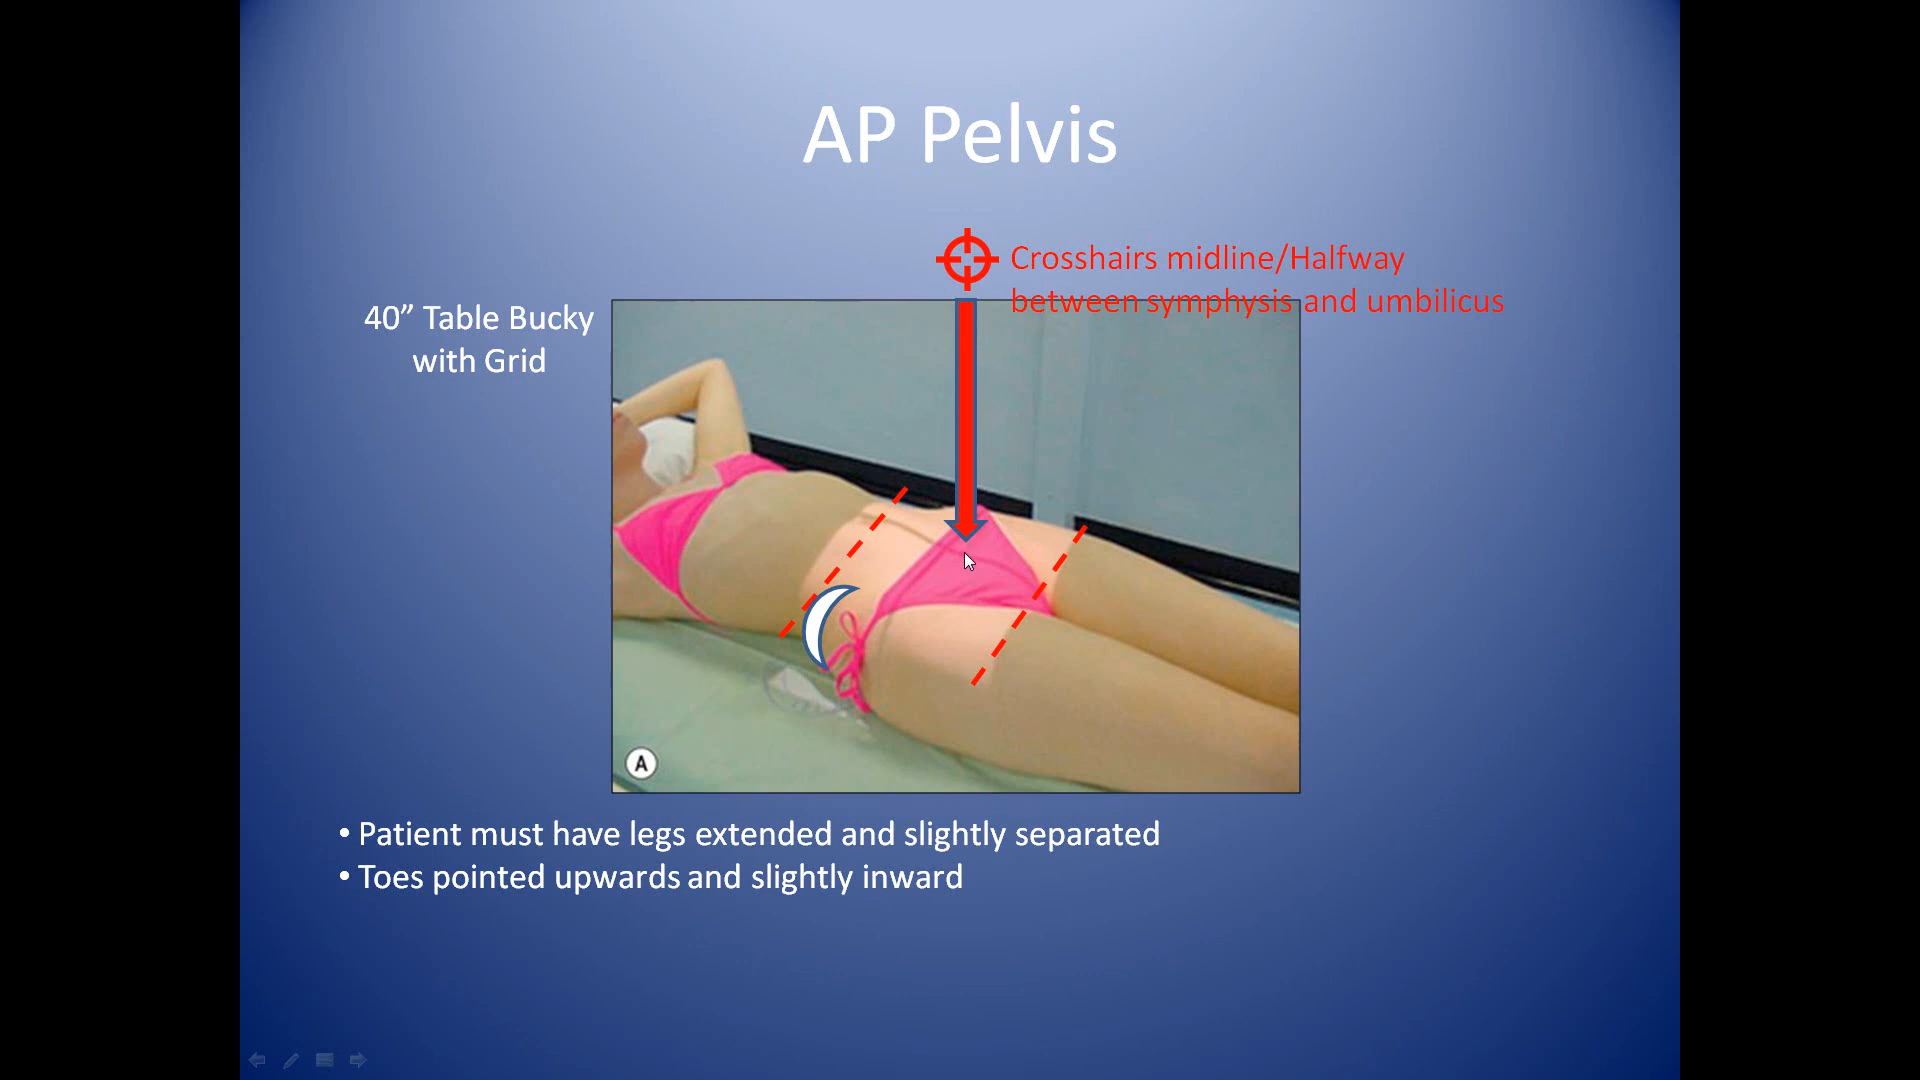 AP Pelvis
Crosshairs midline/Halfway
between symphysis and umbilicus
40” Table Bucky
with Grid
A
• Patient must have legs extended and slightly separated
• Toes pointed upwards and slightly inward